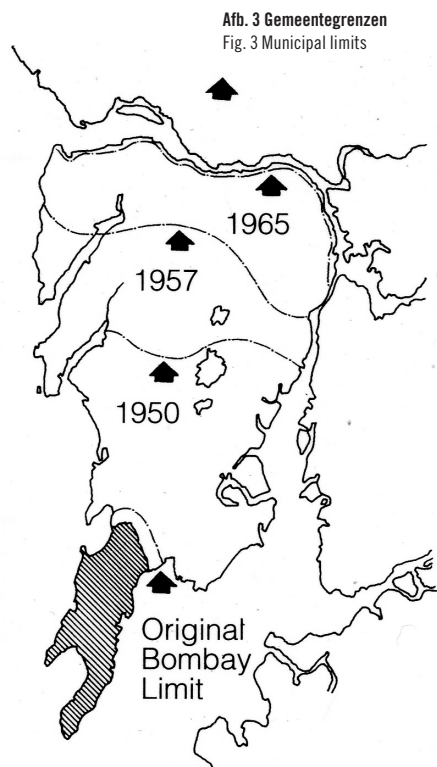 Afb. 3 Gemeentegrenzen
Fig. 3 Municipal limits
1965
1957
1950
Original
Bombay
Limit